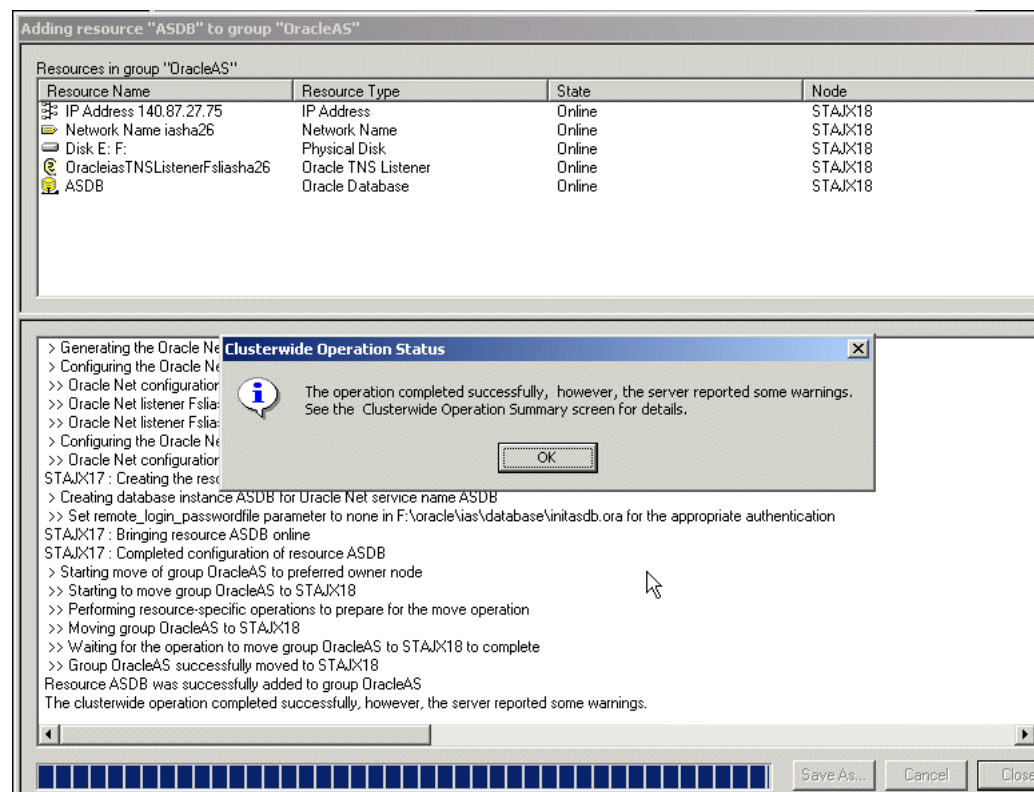 Adding resource "ASDB" to group "OracleAS"
Resources in group "OracleAS"
Resource Name Resource Type State Node
IP Address 140.87.27.75 IP Address Online STAJX18
Network Name iasha26 Network Name Online STAJX18
Disk E: F: Physical Disk Online STAJX18
OracleiasTNSListenerFsliasha26 Oracle TNS Listener Online STAJX18
ASDB Oracle Database Online STAJX18
> Generating the Oracle Ne
> Configuring the Oracle Ne
>> Oracle Net configuration
>> Oracle Net listener Fslia
>> Oracle Net listener Fslia
> Configuring the Oracle Ne
>> Oracle Net configuration
STAJX17 : Creating the reso
Clusterwide Operation Status
The operation completed successfully, however, the server reported some warnings.
See the Clusterwide Operation Summary screen for details.
OK
> Creating database instance ASDB for Oracle Net service name ASDB
>> Set remote_login_passwordfile parameter to none in F:\oracle\ias\database\initasdb.ora for the appropriate authentication
STAJX17 : Bringing resource ASDB online
STAJX17 : Completed configuration of resource ASDB
> Starting move of group OracleAS to preferred owner node
>> Starting to move group OracleAS to STAJX18
>> Performing resource-specific operations to prepare for the move operation
>> Moving group OracleAS to STAJX18
>> Waiting for the operation to move group OracleAS to STAJX18 to complete
>> Group OracleAS successfully moved to STAJX18
Resource ASDB was successfully added to group OracleAS
The clusterwide operation completed successfully, however, the server reported some warnings.
Save As... Cancel Close